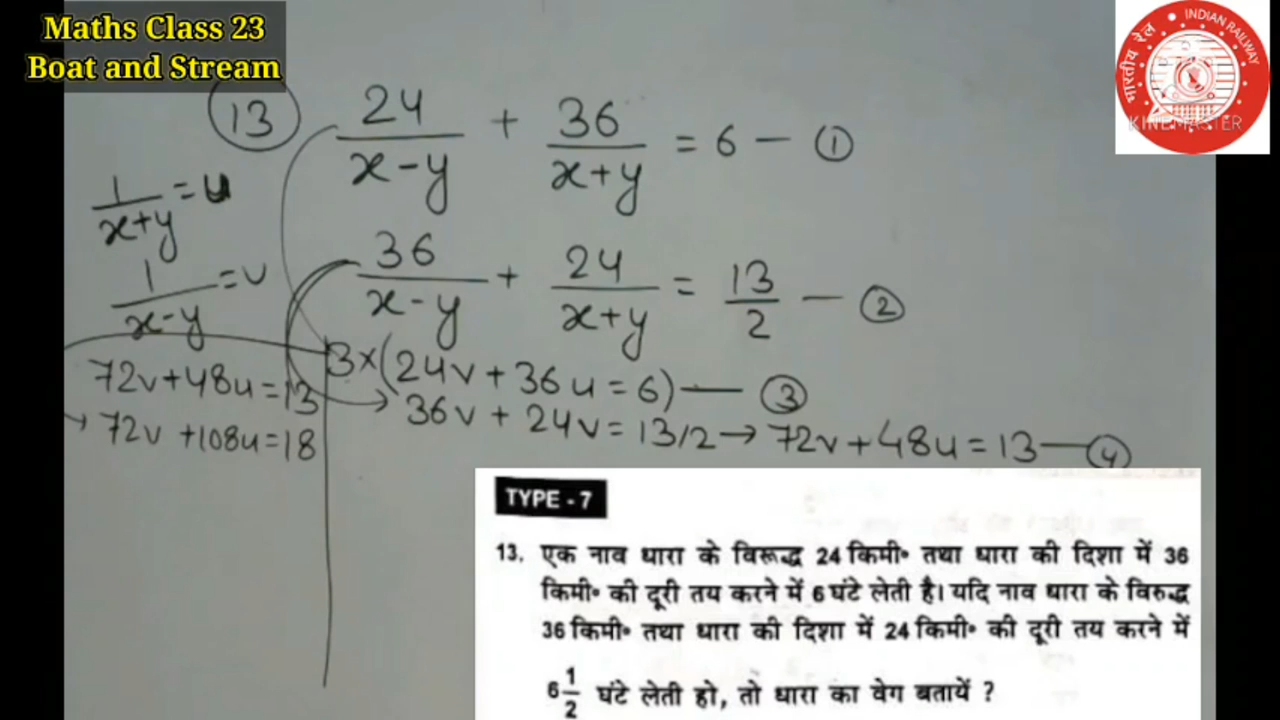 Maths Class 23
Boat and Stream
भारतीय रेल
INDIAN RAILWAY
KINEMASTER
13
24/(x-y) + 36/(x+y) = 6 — ①
1/(x+y) = u
36/(x-y) + 24/(x+y) = 13/2 — ②
1/(x-y) = v
3×(24v + 36u = 6) — ③
72v+48u=13
→ 36v + 24v = 13/2 → 72v+48u = 13 — ④
→ 72v +108u=18
TYPE - 7
13. एक नाव धारा के विरूद्ध 24 किमी॰ तथा धारा की दिशा में 36
किमी॰ की दूरी तय करने में 6 घंटे लेती है। यदि नाव धारा के विरुद्ध
36 किमी॰ तथा धारा की दिशा में 24 किमी॰ की दूरी तय करने में
6 1/2 घंटे लेती हो, तो धारा का वेग बतायें ?